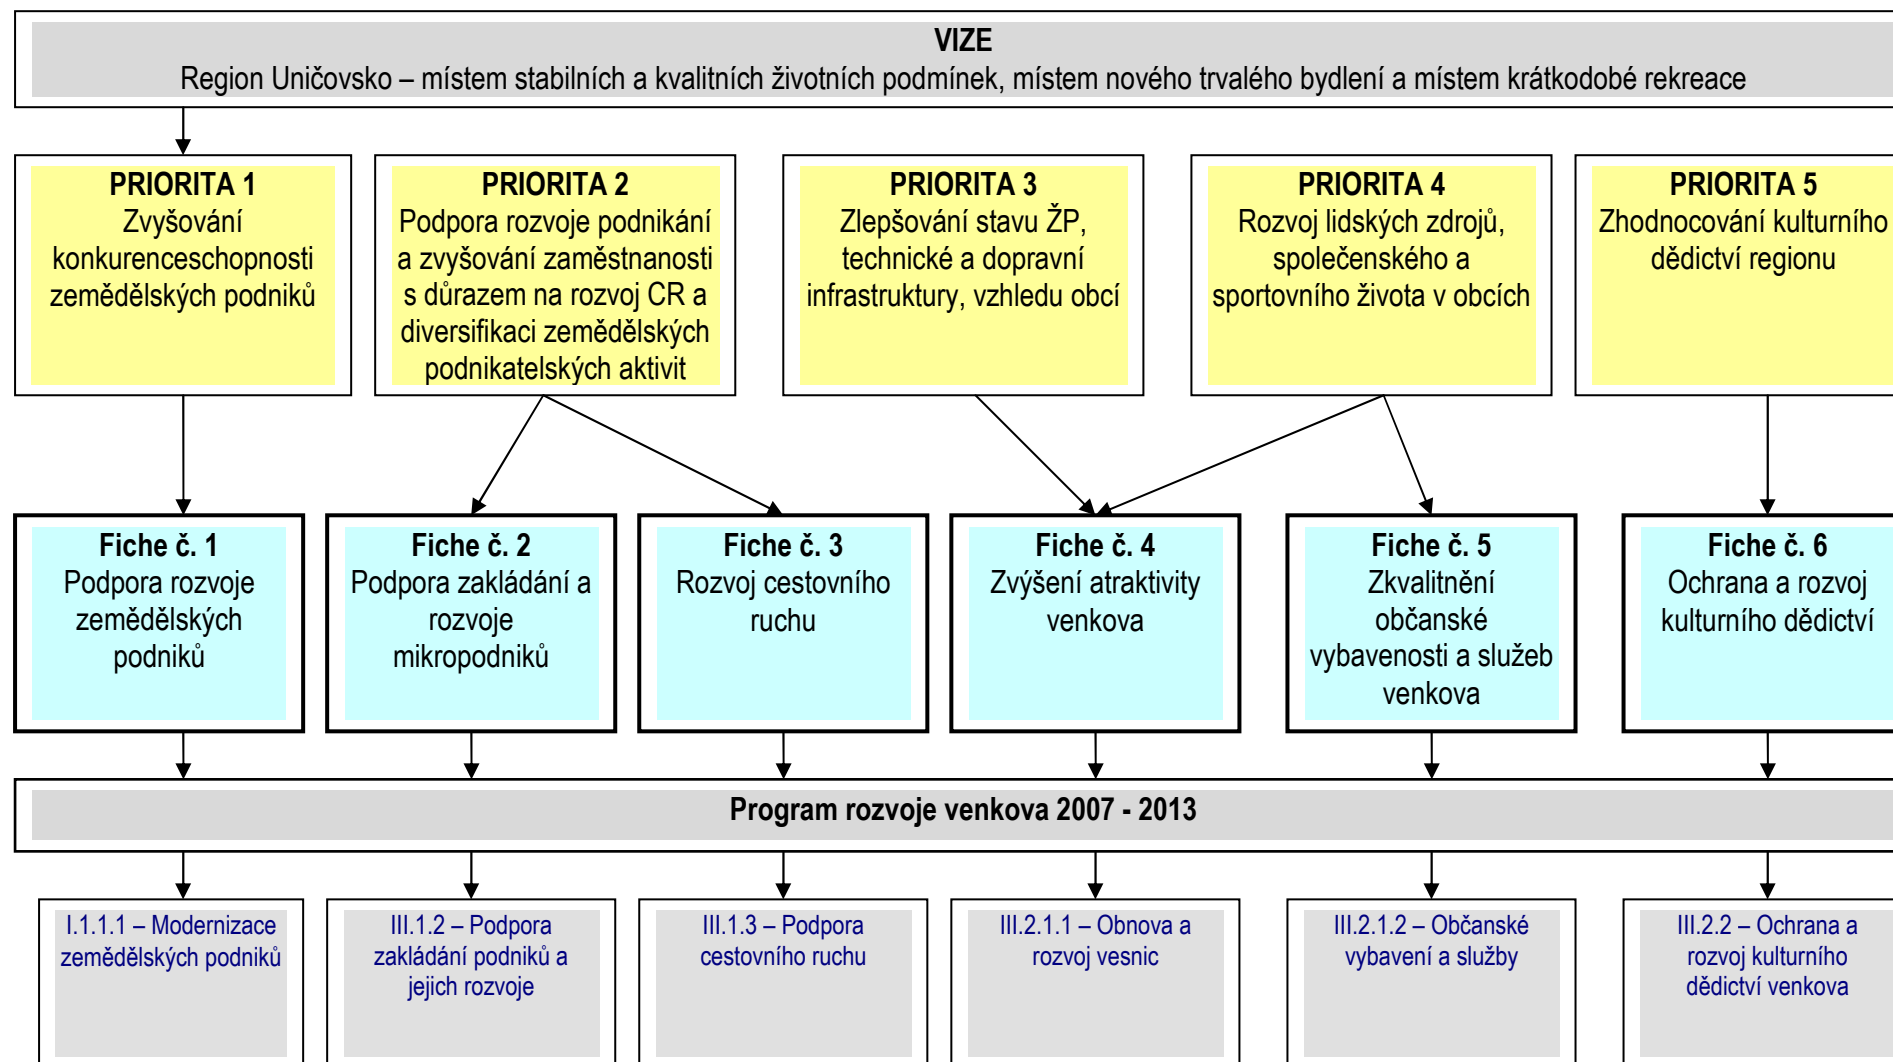 VIZE
Region Uničovsko – místem stabilních a kvalitních životních podmínek, místem nového trvalého bydlení a místem krátkodobé rekreace
PRIORITA 1
Zvyšování
konkurenceschopnosti
zemědělských podniků
PRIORITA 2
Podpora rozvoje podnikání
a zvyšování zaměstnanosti
s důrazem na rozvoj CR a
diversifikaci zemědělských
podnikatelských aktivit
PRIORITA 3
Zlepšování stavu ŽP,
technické a dopravní
infrastruktury, vzhledu obcí
PRIORITA 4
Rozvoj lidských zdrojů,
společenského a
sportovního života v obcích
PRIORITA 5
Zhodnocování kulturního
dědictví regionu
Fiche č. 1
Podpora rozvoje
zemědělských
podniků
Fiche č. 2
Podpora zakládání a
rozvoje
mikropodniků
Fiche č. 3
Rozvoj cestovního
ruchu
Fiche č. 4
Zvýšení atraktivity
venkova
Fiche č. 5
Zkvalitnění
občanské
vybavenosti a služeb
venkova
Fiche č. 6
Ochrana a rozvoj
kulturního dědictví
Program rozvoje venkova 2007 - 2013
I.1.1.1 – Modernizace
zemědělských podniků
III.1.2 – Podpora
zakládání podniků a
jejich rozvoje
III.1.3 – Podpora
cestovního ruchu
III.2.1.1 – Obnova a
rozvoj vesnic
III.2.1.2 – Občanské
vybavení a služby
III.2.2 – Ochrana a
rozvoj kulturního
dědictví venkova